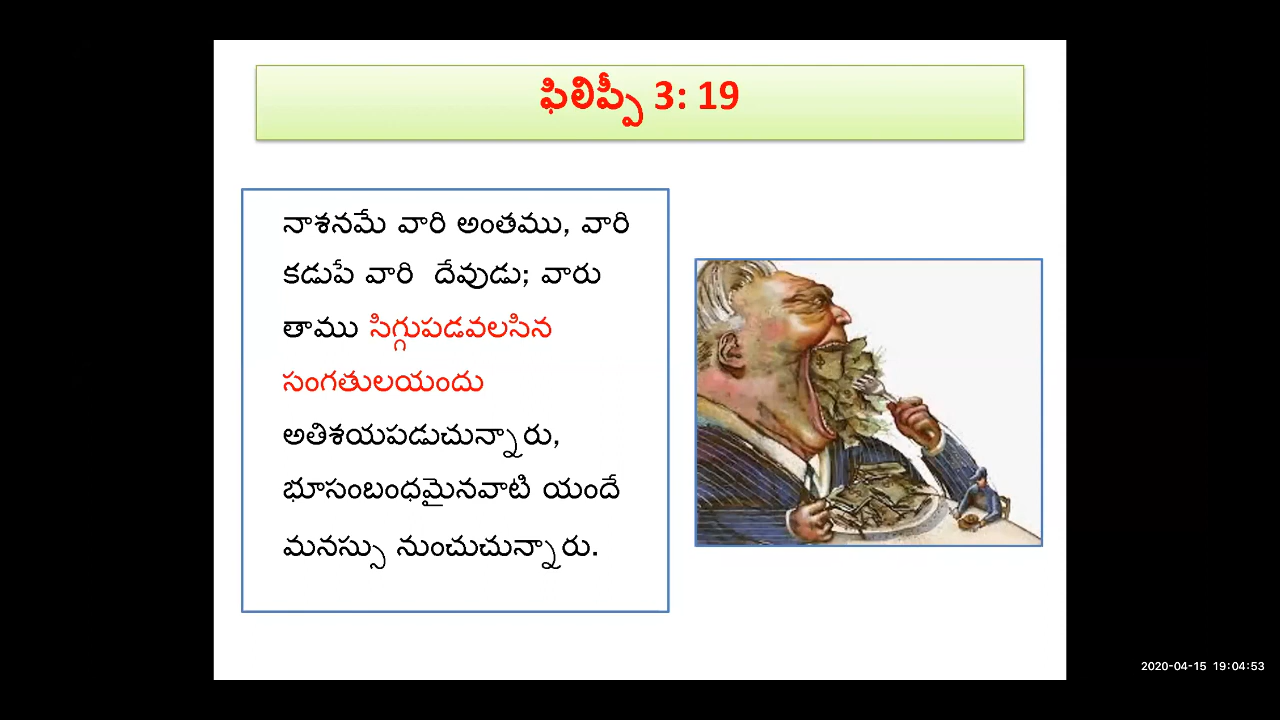 ఫిలిప్పీ 3: 19
నాశనమే వారి అంతము, వారి
కడుపే వారి దేవుడు; వారు
తాము సిగ్గుపడవలసిన
సంగతులయందు
అతిశయపడుచున్నారు,
భూసంబంధమైనవాటి యందే
మనస్సు నుంచుచున్నారు.
2020-04-15 19:04:53